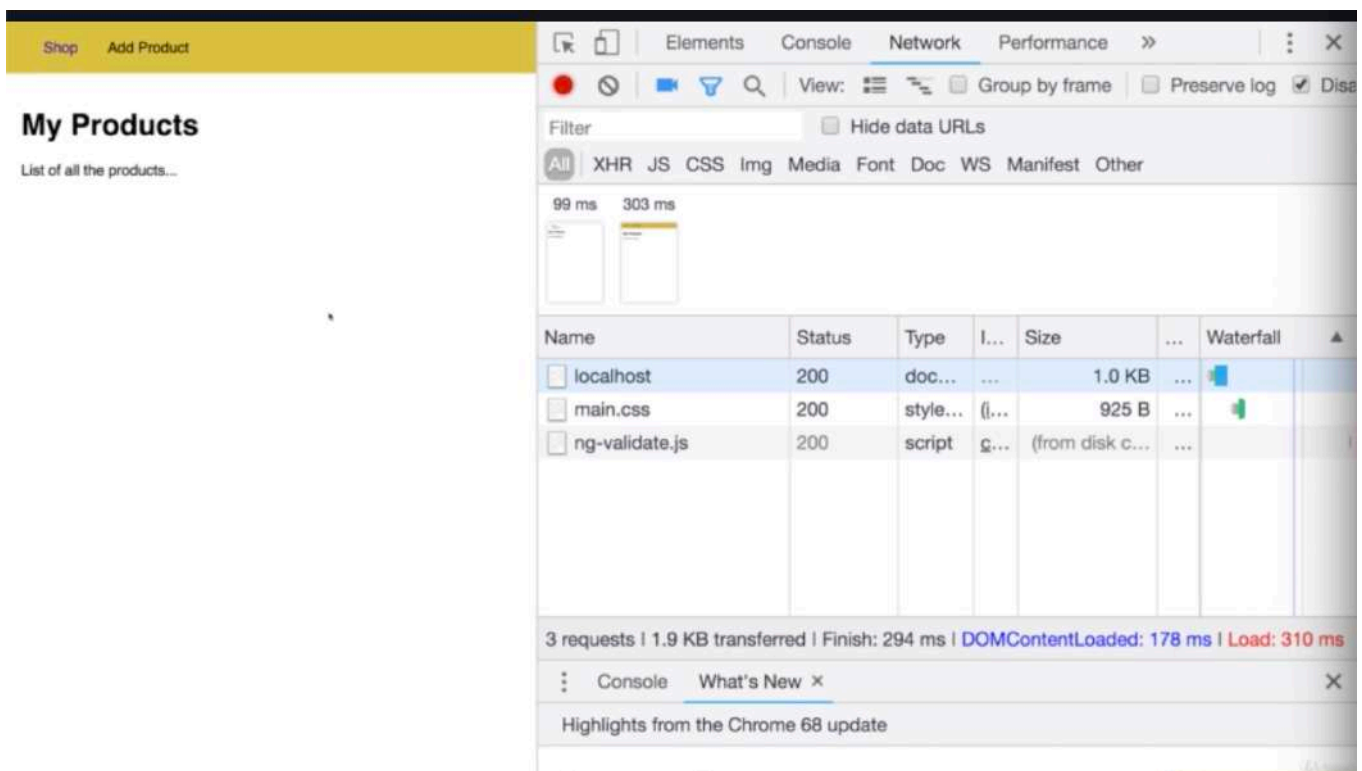 Shop Add Product
My Products
List of all the products...
Elements Console Network Performance »
View: Group by frame Preserve log Disa
Filter Hide data URLs
All XHR JS CSS Img Media Font Doc WS Manifest Other
99 ms 303 ms
Name Status Type I... Size ... Waterfall
localhost 200 doc... ... 1.0 KB ...
main.css 200 style... (i... 925 B ...
ng-validate.js 200 script c... (from disk c... ...
3 requests | 1.9 KB transferred | Finish: 294 ms | DOMContentLoaded: 178 ms | Load: 310 ms
Console What's New ×
Highlights from the Chrome 68 update